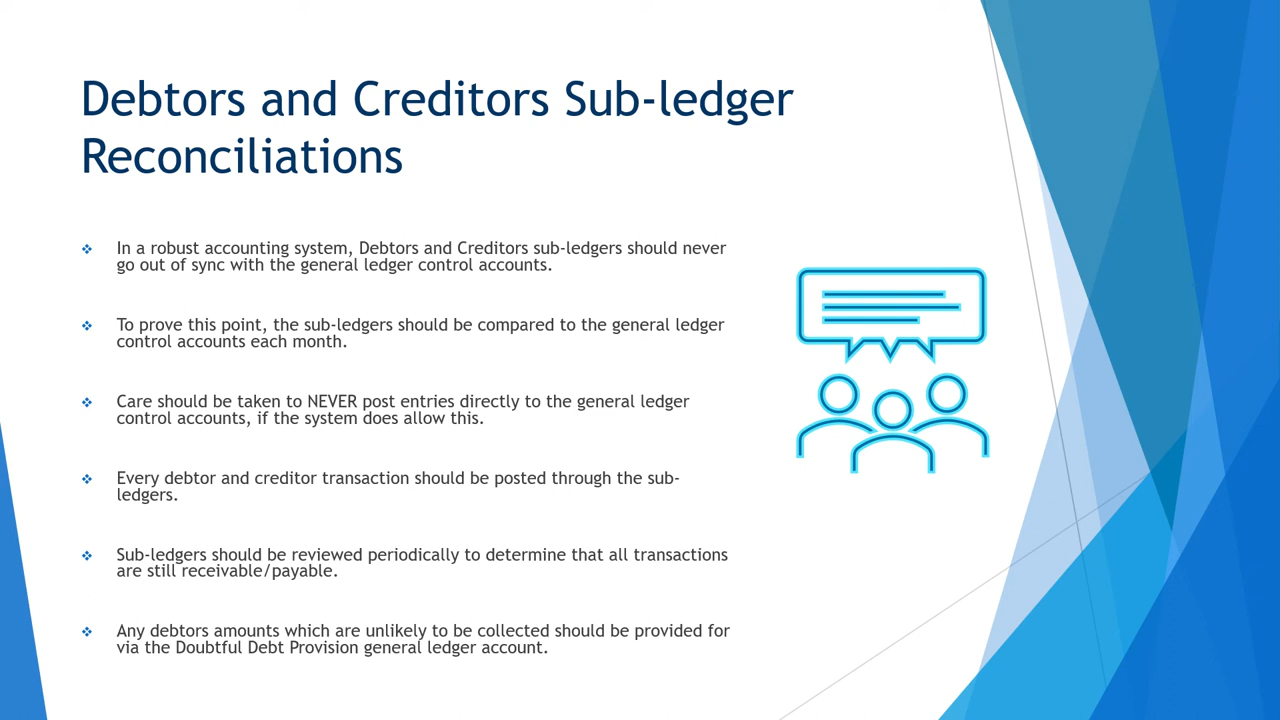 Debtors and Creditors Sub-ledger
Reconciliations
In a robust accounting system, Debtors and Creditors sub-ledgers should never
go out of sync with the general ledger control accounts.
To prove this point, the sub-ledgers should be compared to the general ledger
control accounts each month.
Care should be taken to NEVER post entries directly to the general ledger
control accounts, if the system does allow this.
Every debtor and creditor transaction should be posted through the sub-
ledgers.
Sub-ledgers should be reviewed periodically to determine that all transactions
are still receivable/payable.
Any debtors amounts which are unlikely to be collected should be provided for
via the Doubtful Debt Provision general ledger account.